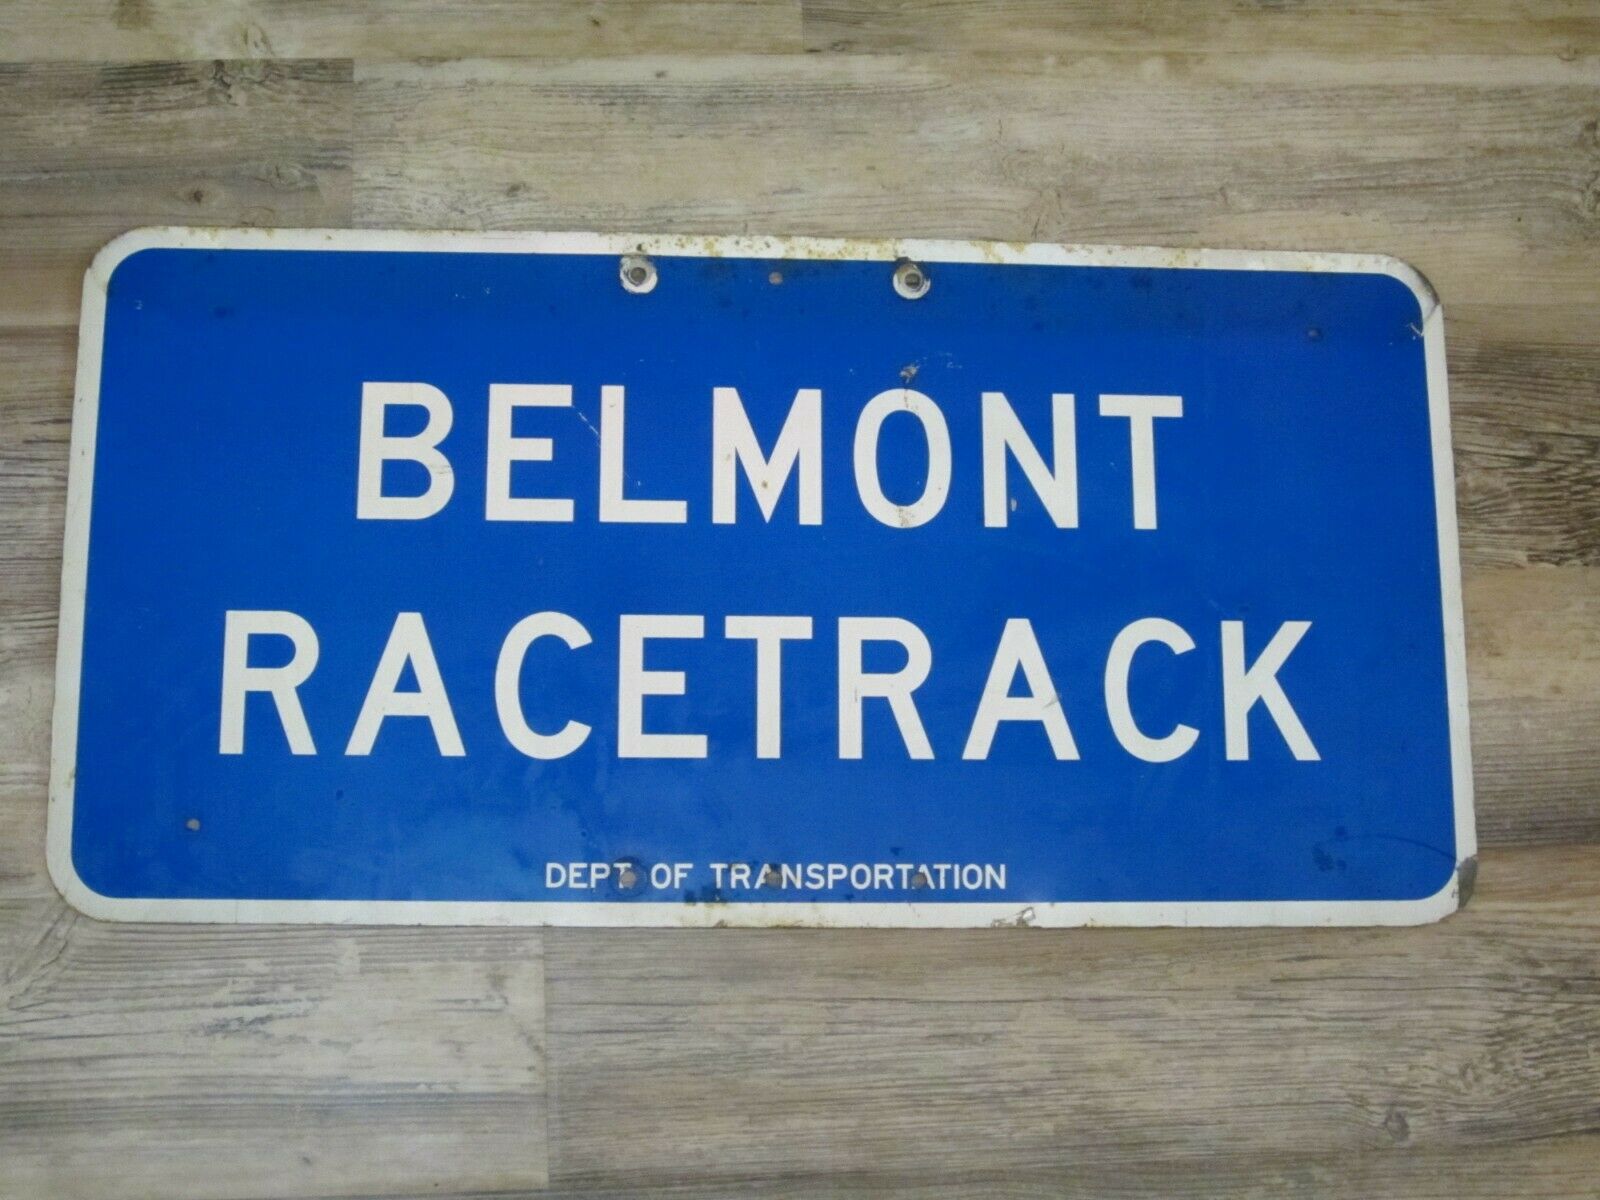 BELMONT
RACETRACK
DEPT OF TRANSPORTATION